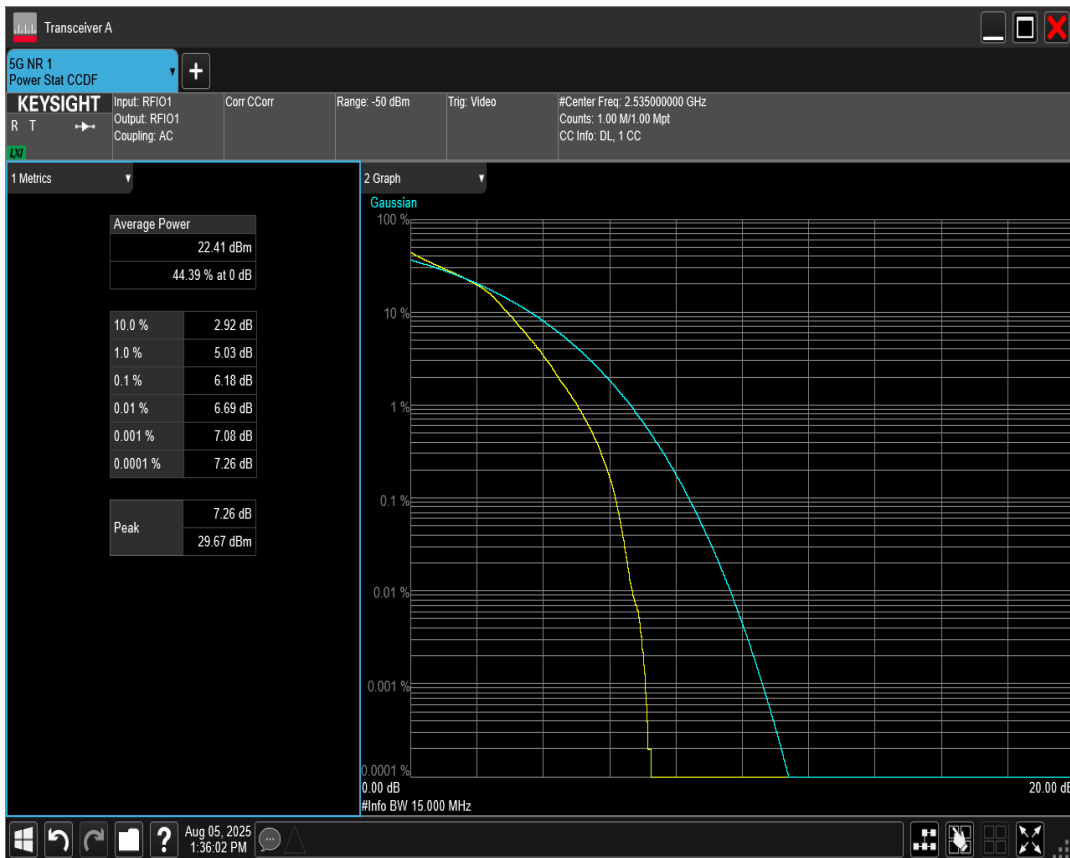 Transceiver A
5G NR 1
Power Stat CCDF
KEYSIGHT
R T
LXI
Input: RFIO1
Output: RFIO1
Coupling: AC
Corr CCorr
Range: -50 dBm
Trig: Video
#Center Freq: 2.535000000 GHz
Counts: 1.00 M/1.00 Mpt
CC Info: DL, 1 CC
1 Metrics
Average Power
22.41 dBm
44.39 % at 0 dB
10.0 % 2.92 dB
1.0 % 5.03 dB
0.1 % 6.18 dB
0.01 % 6.69 dB
0.001 % 7.08 dB
0.0001 % 7.26 dB
Peak
7.26 dB
29.67 dBm
2 Graph
Gaussian
100 %
10 %
1 %
0.1 %
0.01 %
0.001 %
0.0001 %
0.00 dB 20.00 dB
#Info BW 15.000 MHz
? Aug 05, 2025
1:36:02 PM